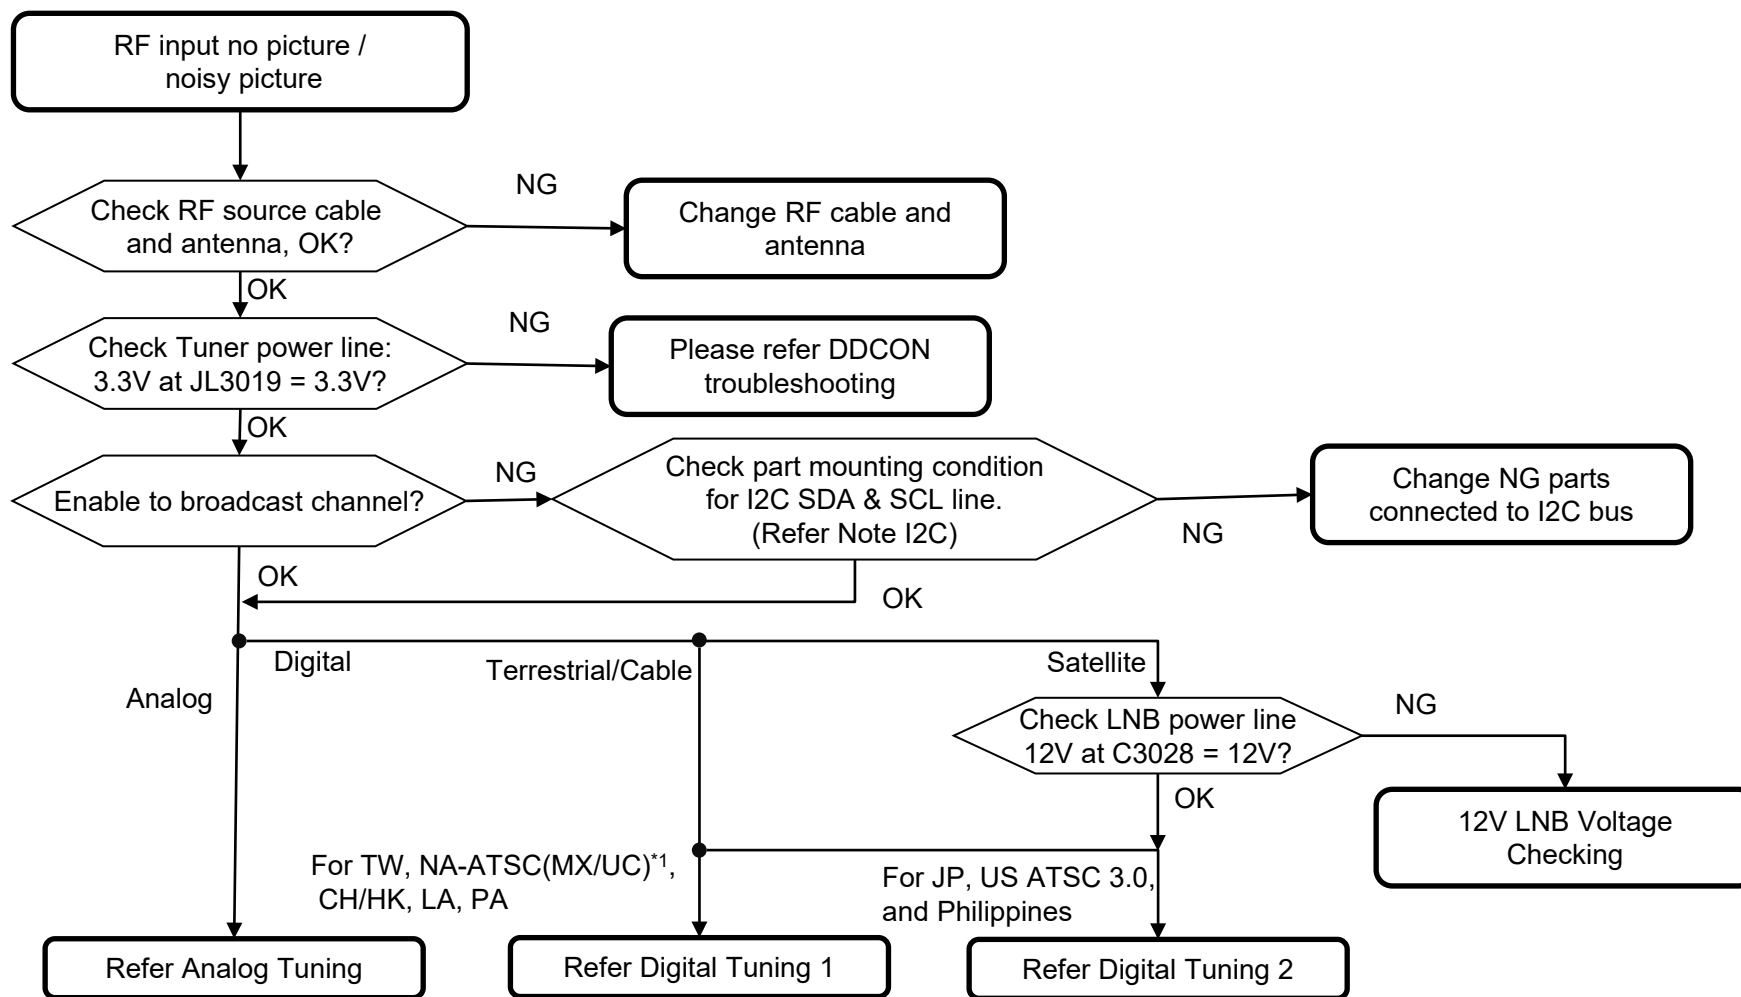 RF input no picture /
noisy picture
NG
Check RF source cable
and antenna, OK?
Change RF cable and
antenna
OK
NG
Check Tuner power line:
3.3V at JL3019 = 3.3V?
Please refer DDCON
troubleshooting
OK
Enable to broadcast channel?
NG
Check part mounting condition
for I2C SDA & SCL line.
(Refer Note I2C)
NG
Change NG parts
connected to I2C bus
OK
OK
Digital
Analog
Terrestrial/Cable
Satellite
Check LNB power line
12V at C3028 = 12V?
NG
OK
12V LNB Voltage
Checking
For TW, NA-ATSC(MX/UC)*1,
CH/HK, LA, PA
For JP, US ATSC 3.0,
and Philippines
Refer Analog Tuning
Refer Digital Tuning 1
Refer Digital Tuning 2